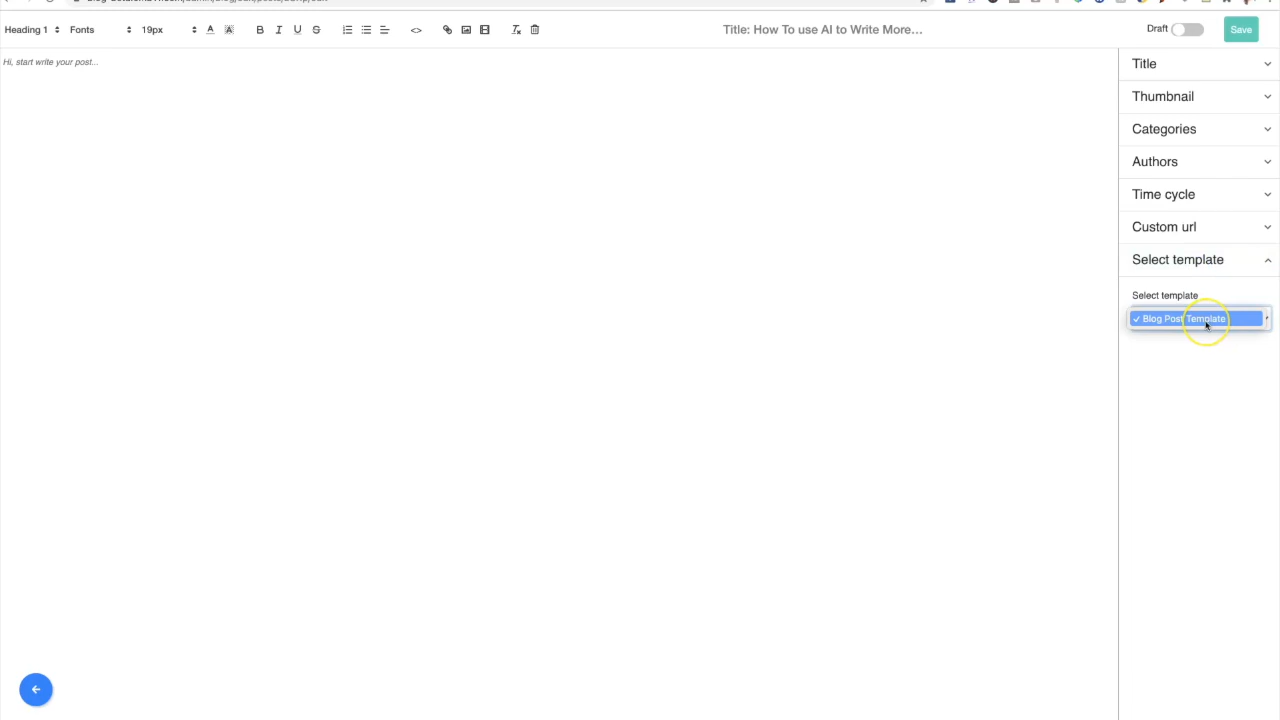 Heading 1 Fonts 19px A A B I U S <> Title: How To use AI to Write More... Draft Save
Hi, start write your post...
Title
Thumbnail
Categories
Authors
Time cycle
Custom url
Select template
Select template
✓ Blog Post Template